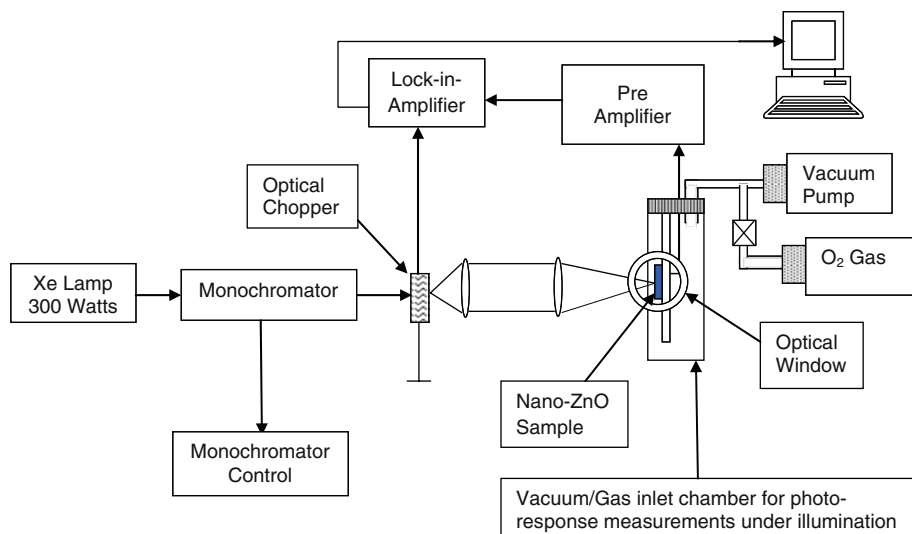 Lock-in-
Amplifier
Pre
Amplifier
Optical
Chopper
Vacuum
Pump
O₂ Gas
Xe Lamp
300 Watts
Monochromator
Optical
Window
Nano-ZnO
Sample
Monochromator
Control
Vacuum/Gas inlet chamber for photo-
response measurements under illumination